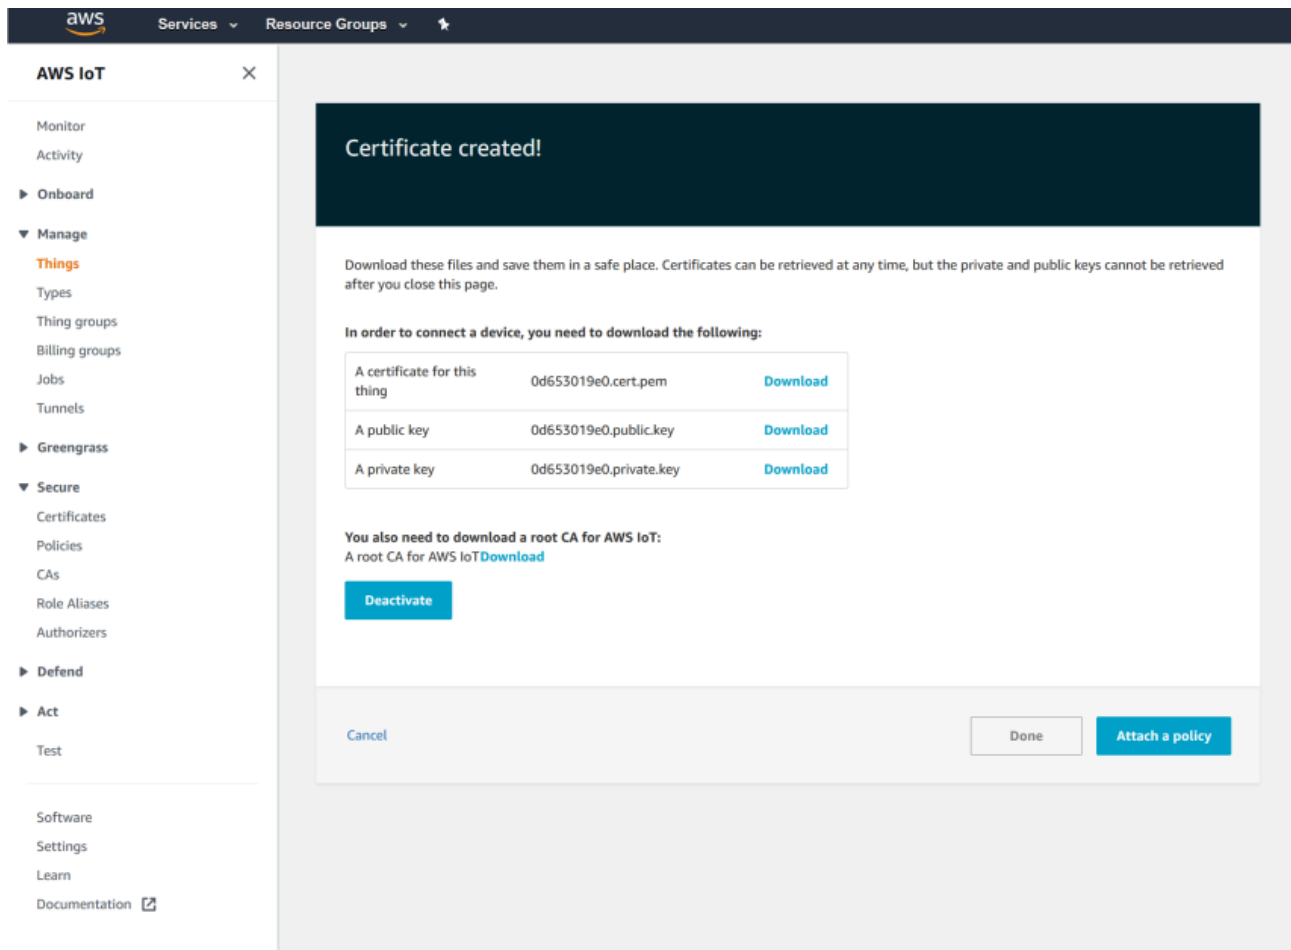 aws Services Resource Groups
AWS IoT
Monitor
Activity
Onboard
Manage
Things
Types
Thing groups
Billing groups
Jobs
Tunnels
Greengrass
Secure
Certificates
Policies
CAs
Role Aliases
Authorizers
Defend
Act
Test
Software
Settings
Learn
Documentation
Certificate created!
Download these files and save them in a safe place. Certificates can be retrieved at any time, but the private and public keys cannot be retrieved
after you close this page.
In order to connect a device, you need to download the following:
A certificate for this
thing
0d653019e0.cert.pem Download
A public key 0d653019e0.public.key Download
A private key 0d653019e0.private.key Download
You also need to download a root CA for AWS IoT:
A root CA for AWS IoTDownload
Deactivate
Cancel Done Attach a policy